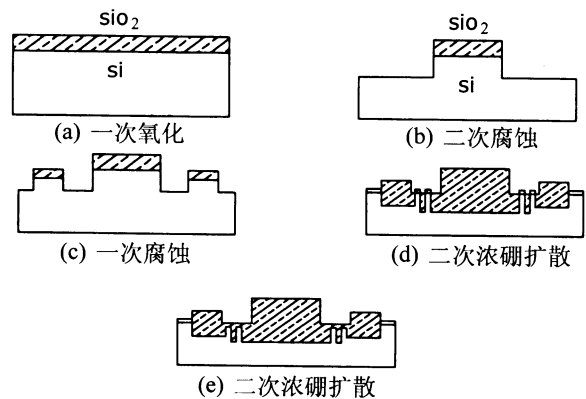 sio₂
si
(a) 一次氧化
sio₂
si
(b) 二次腐蚀
(c) 一次腐蚀
(d) 二次浓硼扩散
(e) 二次浓硼扩散